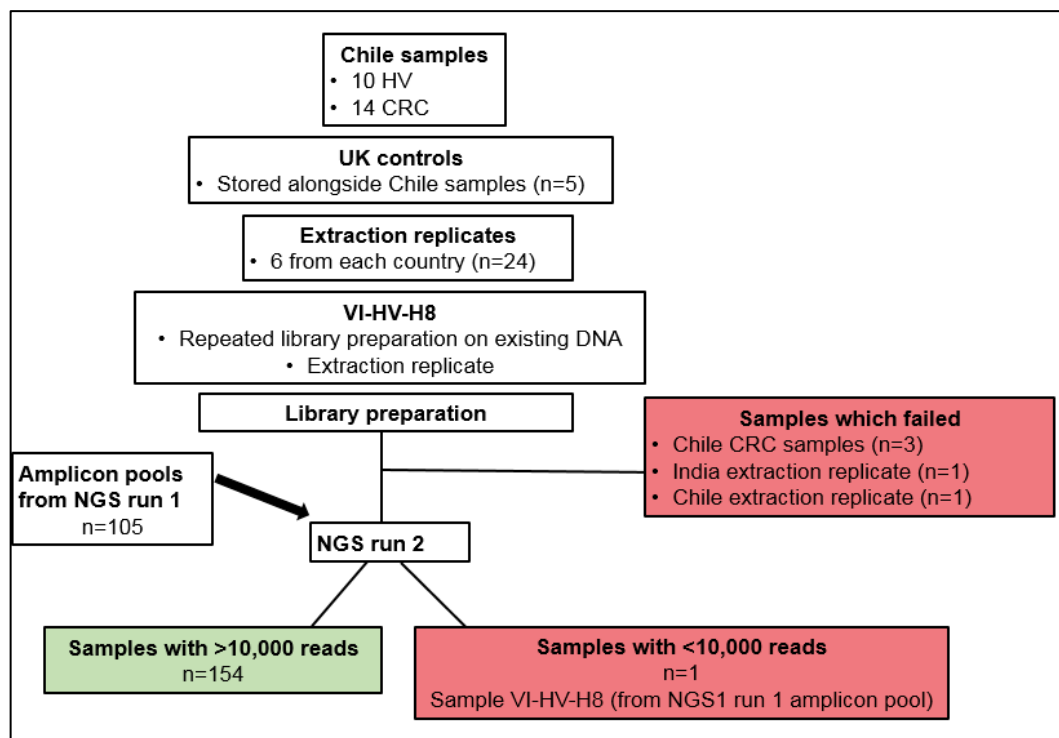 Chile samples
• 10 HV
• 14 CRC
UK controls
• Stored alongside Chile samples (n=5)
Extraction replicates
• 6 from each country (n=24)
VI-HV-H8
• Repeated library preparation on existing DNA
• Extraction replicate
Library preparation
Samples which failed
• Chile CRC samples (n=3)
• India extraction replicate (n=1)
• Chile extraction replicate (n=1)
Amplicon pools
from NGS run 1
n=105
NGS run 2
Samples with >10,000 reads
n=154
Samples with <10,000 reads
n=1
Sample VI-HV-H8 (from NGS1 run 1 amplicon pool)